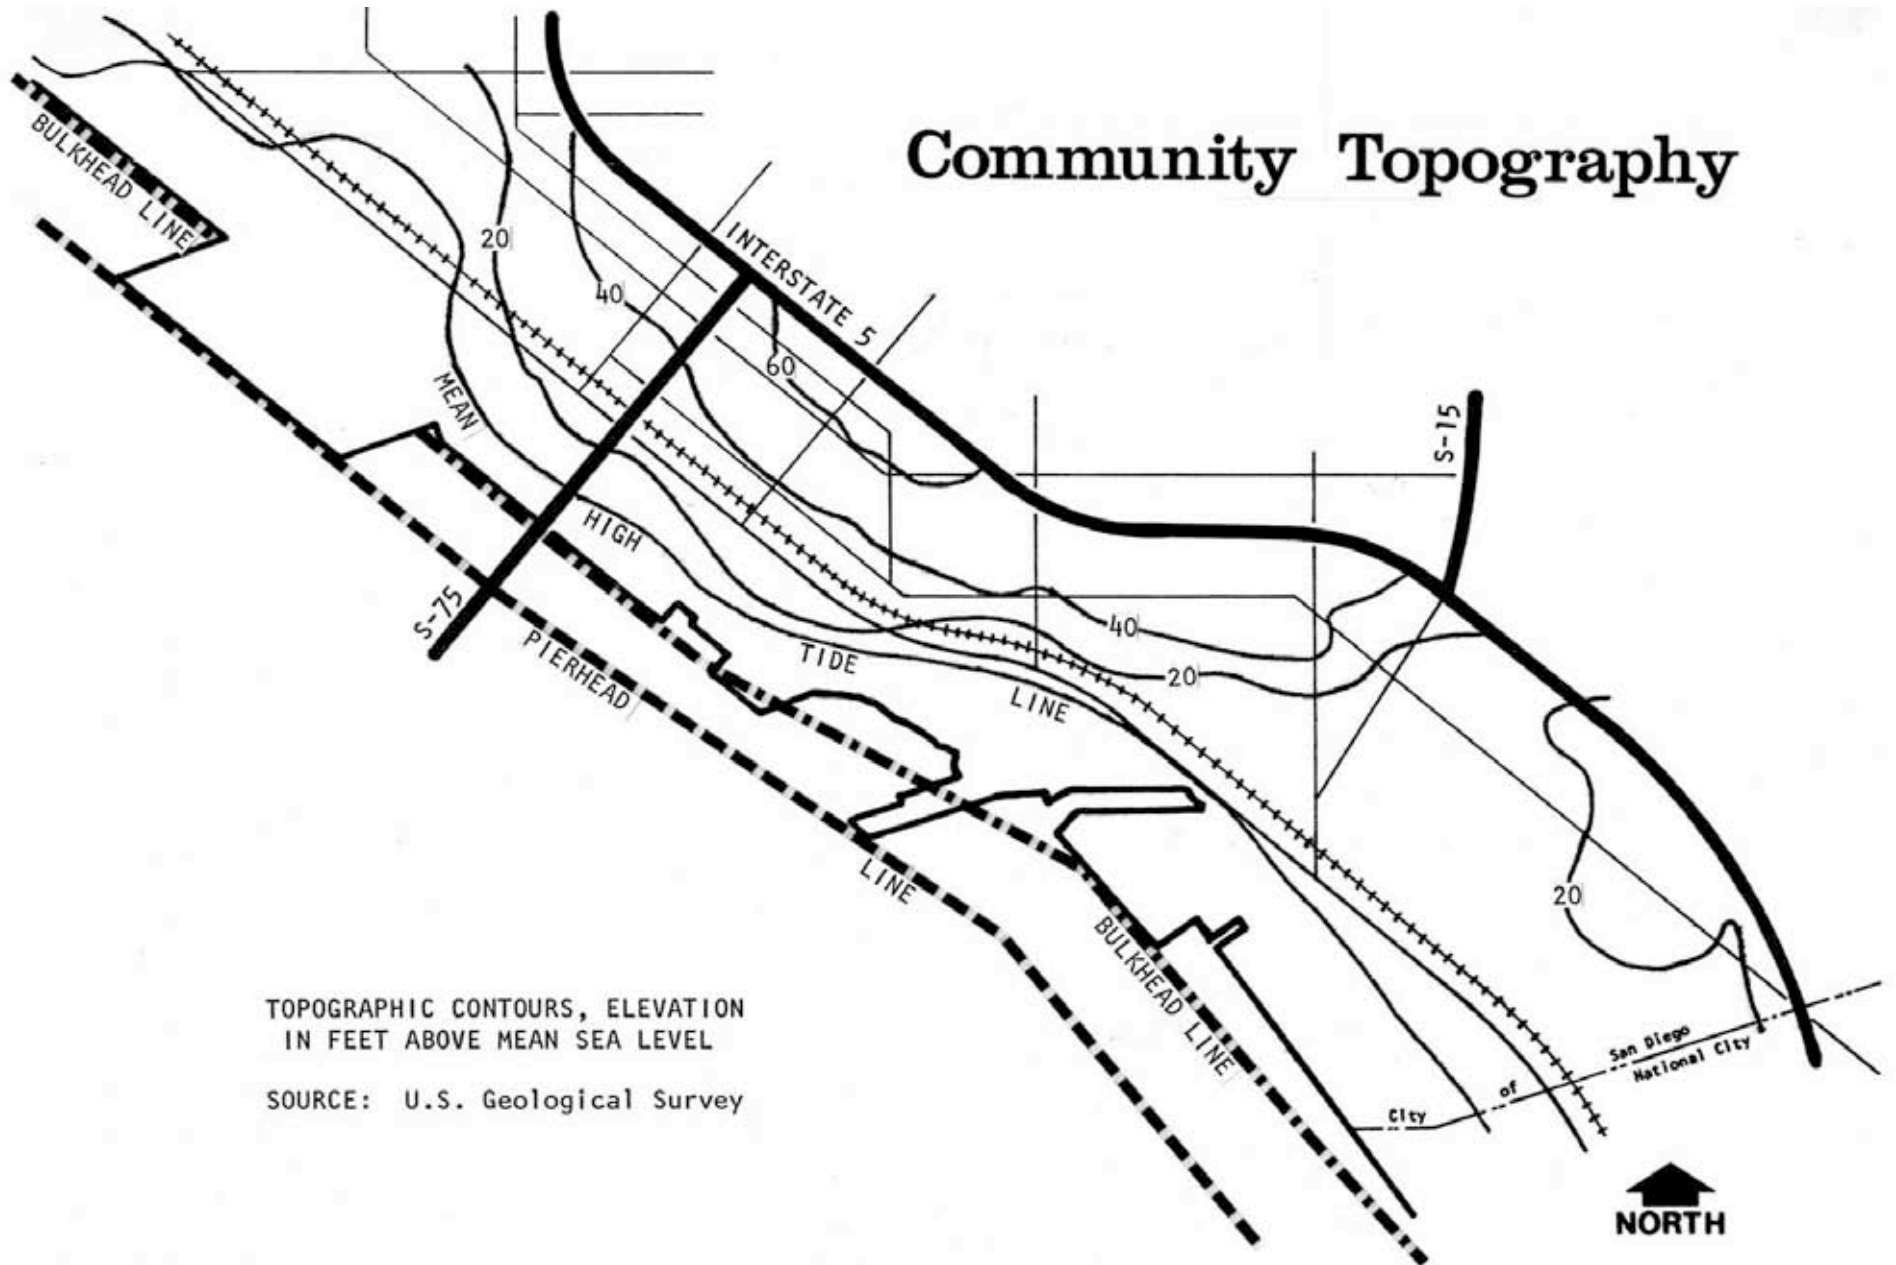 Community Topography
BULKHEAD LINE
20
40
INTERSTATE 5
60
MEAN
HIGH
TIDE
LINE
S-15
S-75
PIERHEAD
LINE
40
20
20
BULKHEAD LINE
TOPOGRAPHIC CONTOURS, ELEVATION
IN FEET ABOVE MEAN SEA LEVEL
SOURCE: U.S. Geological Survey
City of San Diego
National City
NORTH